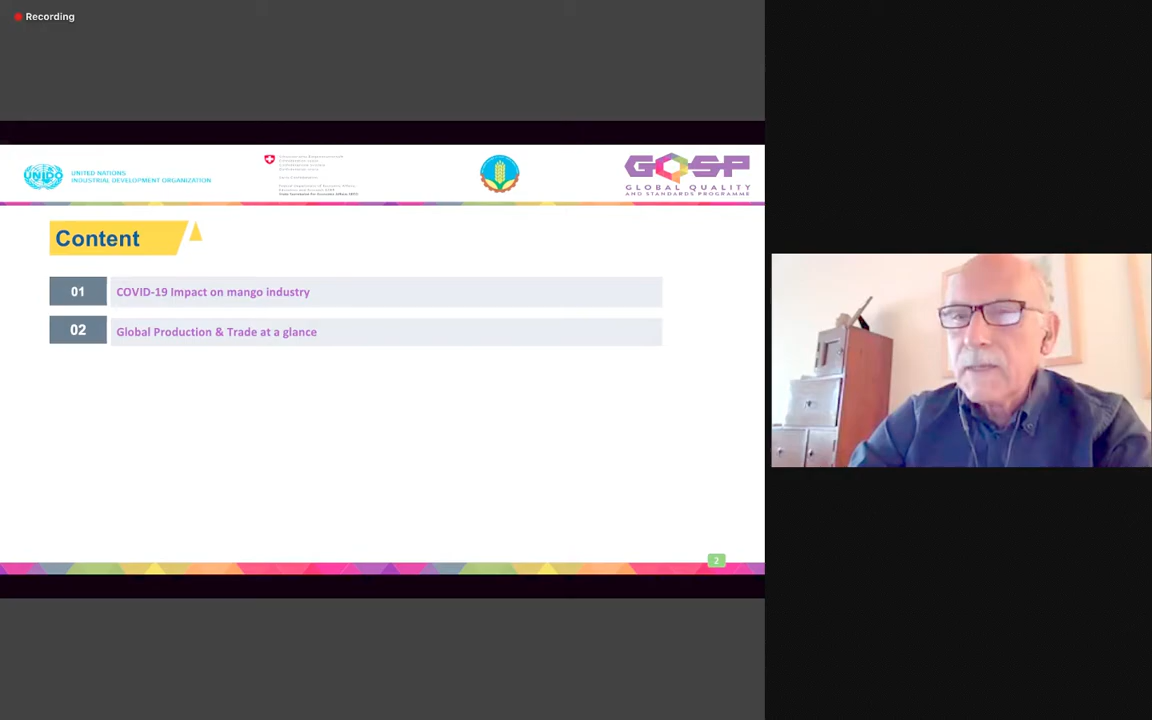 Recording
UNIDO
UNITED NATIONS
INDUSTRIAL DEVELOPMENT ORGANIZATION
GQSP
GLOBAL QUALITY
AND STANDARDS PROGRAMME
Content
01
COVID-19 Impact on mango industry
02
Global Production & Trade at a glance
2